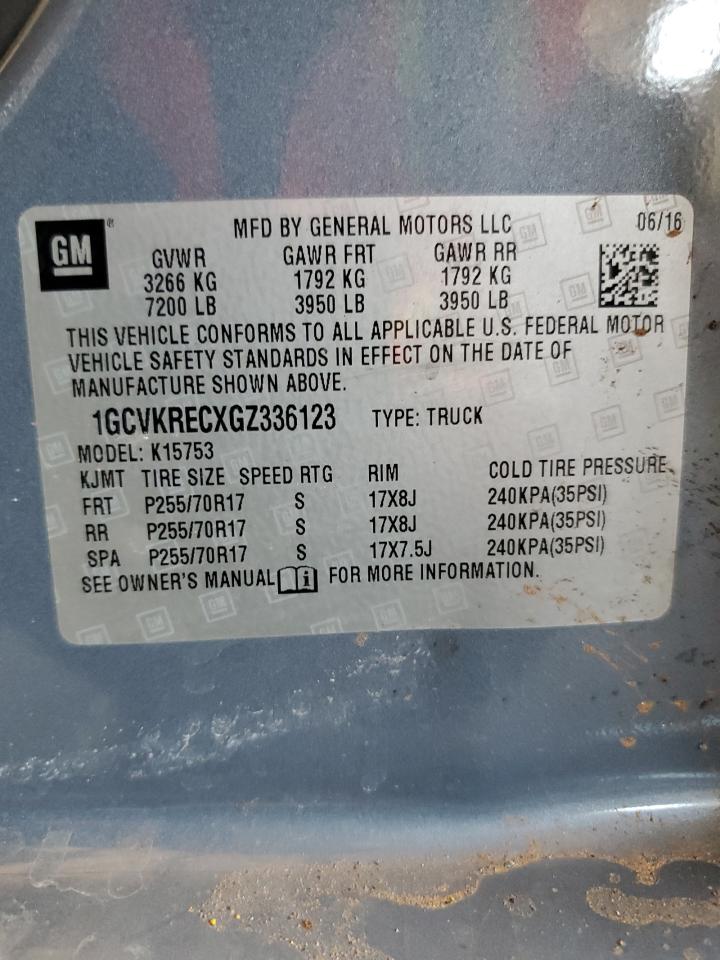 GM® MFD BY GENERAL MOTORS LLC 06/16
GVWR GAWR FRT GAWR RR
3266 KG 1792 KG 1792 KG
7200 LB 3950 LB 3950 LB
THIS VEHICLE CONFORMS TO ALL APPLICABLE U.S. FEDERAL MOTOR
VEHICLE SAFETY STANDARDS IN EFFECT ON THE DATE OF
MANUFACTURE SHOWN ABOVE.
1GCVKRECXGZ336123 TYPE: TRUCK
MODEL: K15753
KJMT TIRE SIZE SPEED RTG RIM COLD TIRE PRESSURE
FRT P255/70R17 S 17X8J 240KPA(35PSI)
RR P255/70R17 S 17X8J 240KPA(35PSI)
SPA P255/70R17 S 17X7.5J 240KPA(35PSI)
SEE OWNER'S MANUAL i FOR MORE INFORMATION.